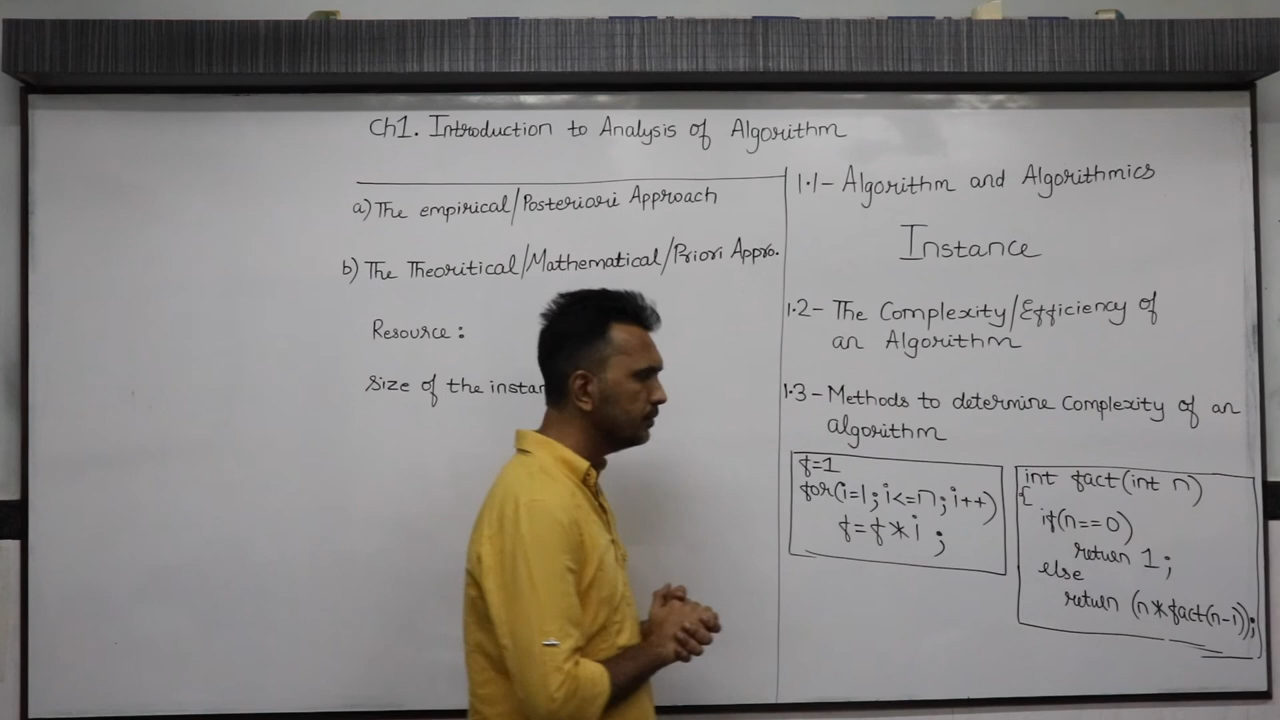 Ch1. Introduction to Analysis of Algorithm
a) The empirical/Posteriori Approach
b) The Theoritical/Mathematical/Priori Appro.
Resource:
Size of the instan
1.1- Algorithm and Algorithmics
Instance
1.2- The Complexity/Efficiency of
an Algorithm
1.3- Methods to determine Complexity of an
algorithm
f=1
for(i=1; i<=n; i++)
f=f*i ;
int fact(int n)
{
if(n==0)
return 1;
else
return (n*fact(n-1));